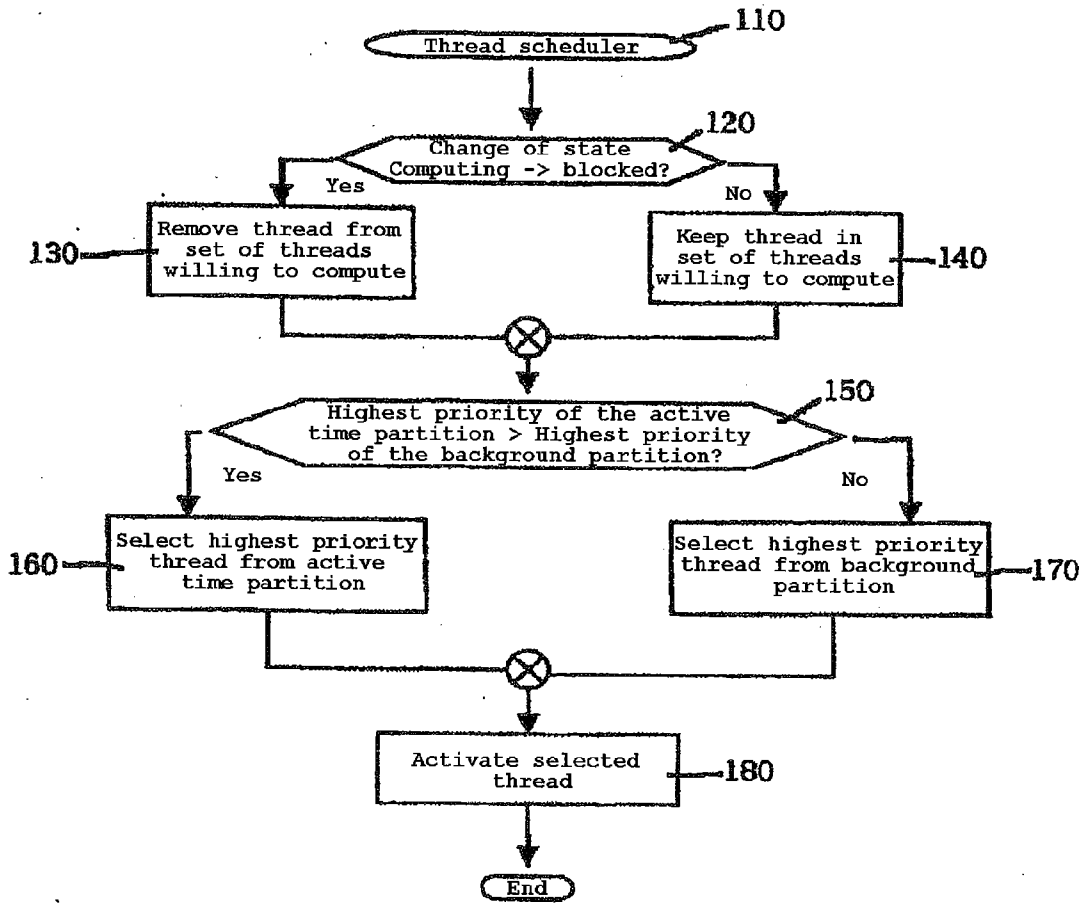 110
Thread scheduler
120
Change of state
Computing -> blocked?
Yes
No
130
Remove thread from
set of threads
willing to compute
Keep thread in
set of threads
willing to compute
140
150
Highest priority of the active
time partition > Highest priority
of the background partition?
Yes
No
160
Select highest priority
thread from active
time partition
Select highest priority
thread from background
partition
170
Activate selected
thread
180
End